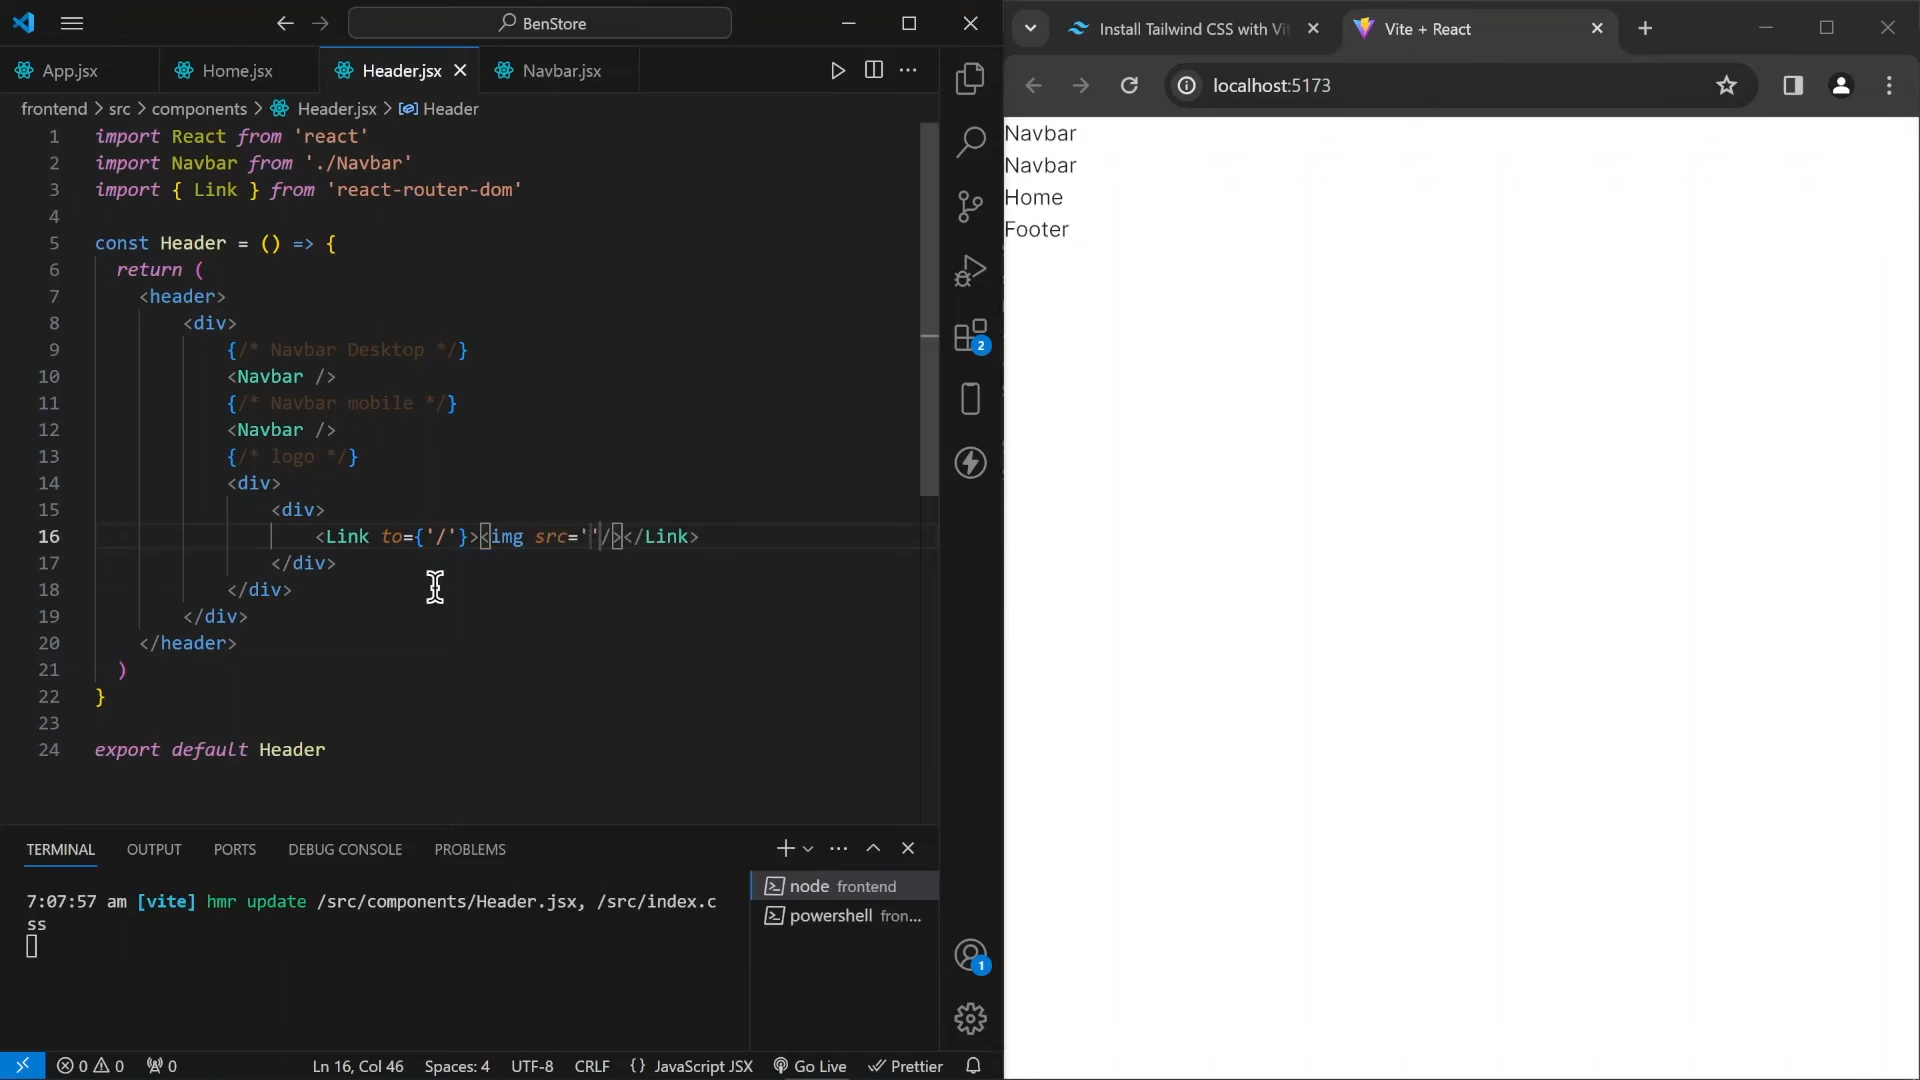 BenStore
App.jsx
Home.jsx
Header.jsx
Navbar.jsx
frontend > src > components > Header.jsx > Header
1 import React from 'react'
2 import Navbar from './Navbar'
3 import { Link } from 'react-router-dom'
4
5 const Header = () => {
6 return (
7 <header>
8 <div>
9 {/* Navbar Desktop */}
10 <Navbar />
11 {/* Navbar mobile */}
12 <Navbar />
13 {/* logo */}
14 <div>
15 <div>
16 <Link to={'/'}><img src=''/></Link>
17 </div>
18 </div>
19 </div>
20 </header>
21 )
22 }
23
24 export default Header
2
1
TERMINAL
OUTPUT
PORTS
DEBUG CONSOLE
PROBLEMS
7:07:57 am [vite] hmr update /src/components/Header.jsx, /src/index.c
ss
node frontend
powershell fron...
0 0
0
Ln 16, Col 46
Spaces: 4
UTF-8
CRLF
{} JavaScript JSX
Go Live
Prettier
Install Tailwind CSS with Vit
Vite + React
localhost:5173
Navbar
Navbar
Home
Footer